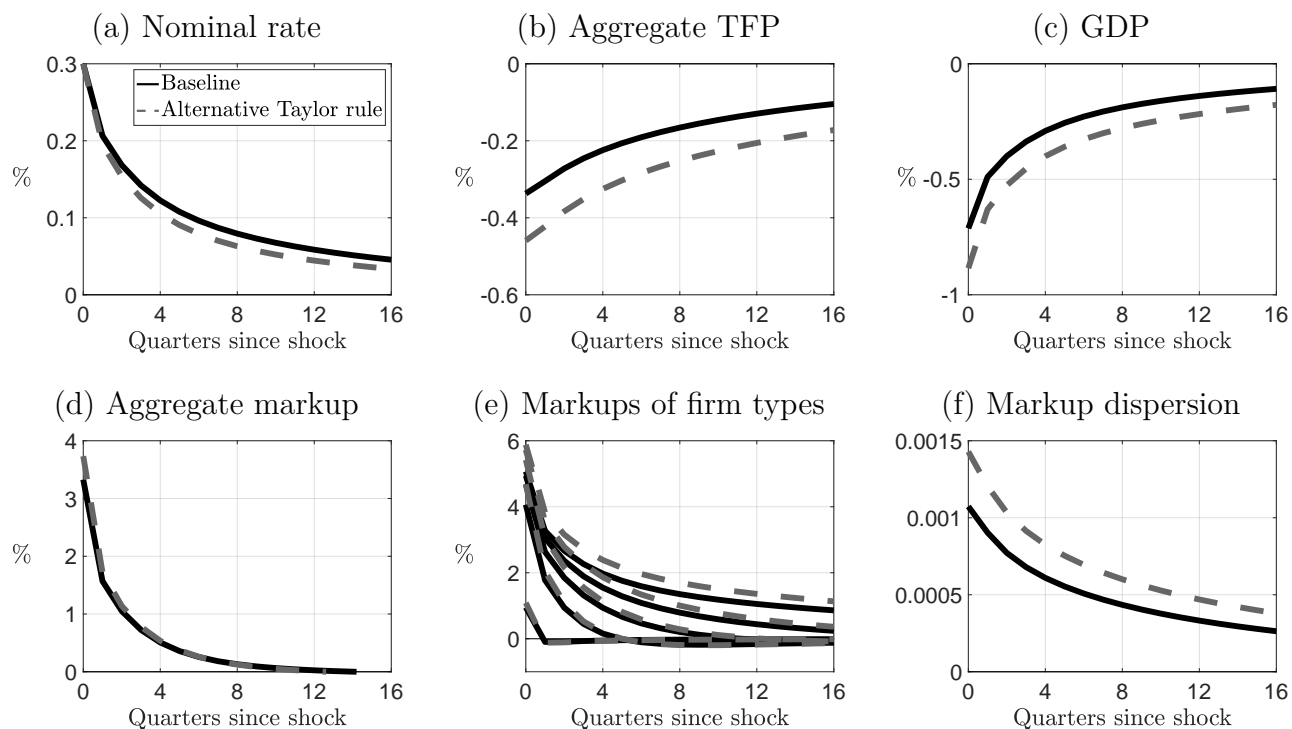 (a) Nominal rate
(b) Aggregate TFP
(c) GDP
0.3
0.2
0.1
0
%
Baseline
Alternative Taylor rule
0 4 8 12 16
Quarters since shock
0
-0.2
-0.4
-0.6
%
0 4 8 12 16
Quarters since shock
0
-0.5
-1
%
0 4 8 12 16
Quarters since shock
(d) Aggregate markup
(e) Markups of firm types
(f) Markup dispersion
4
3
2
1
0
%
0 4 8 12 16
Quarters since shock
6
4
2
0
%
0 4 8 12 16
Quarters since shock
0.0015
0.001
0.0005
0
0 4 8 12 16
Quarters since shock